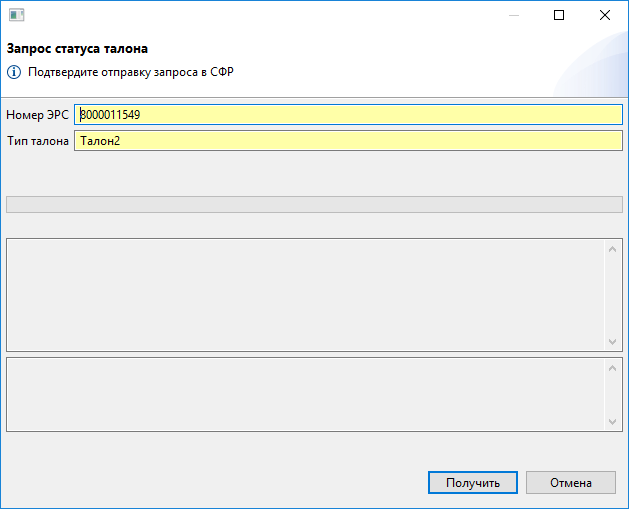 Запрос статуса талона
Подтвердите отправку запроса в СФР
Номер ЭРС 8000011549
Тип талона Талон2
Получить Отмена